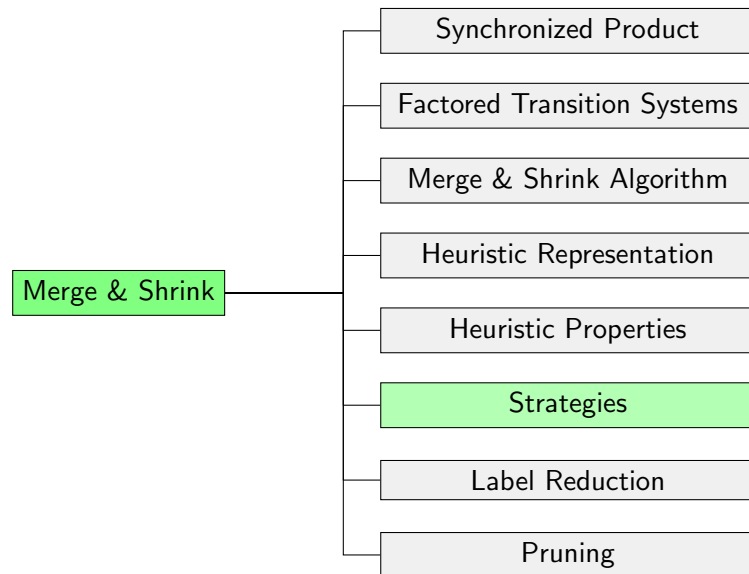 Synchronized Product
Factored Transition Systems
Merge & Shrink Algorithm
Heuristic Representation
Merge & Shrink
Heuristic Properties
Strategies
Label Reduction
Pruning